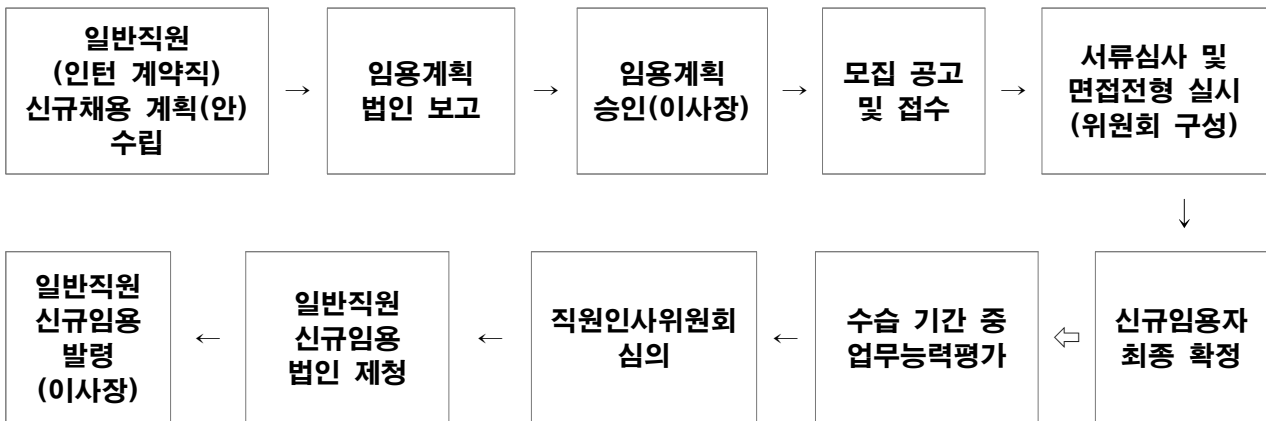 일반직원
(인턴 계약직)
신규채용 계획(안)
수립
→
임용계획
법인 보고
→
임용계획
승인(이사장)
→
모집 공고
및 접수
→
서류심사 및
면접전형 실시
(위원회 구성)
↓
신규임용자
최종 확정
⇦
수습 기간 중
업무능력평가
←
직원인사위원회
심의
←
일반직원
신규임용
법인 제청
←
일반직원
신규임용
발령
(이사장)